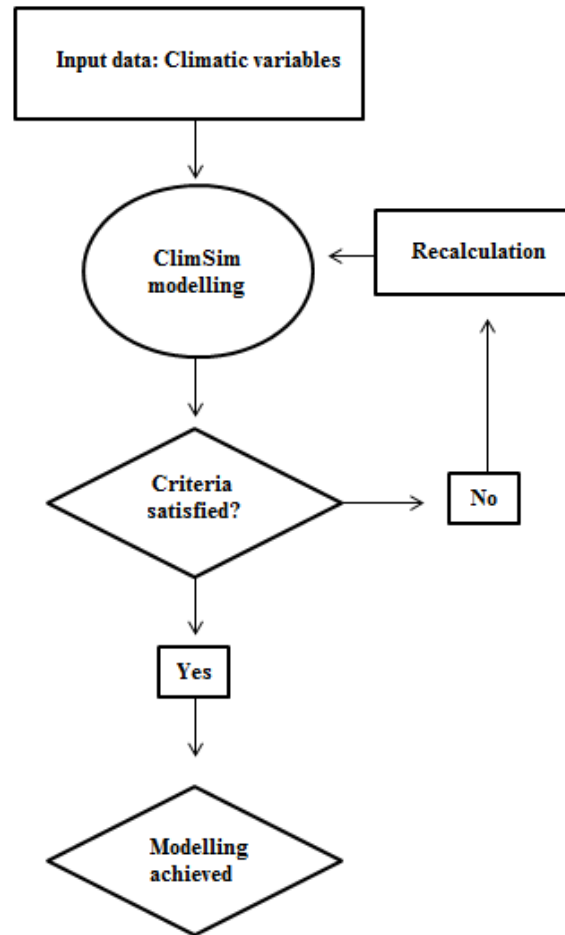 Input data: Climatic variables
ClimSim
modelling
Recalculation
Criteria
satisfied?
No
Yes
Modelling
achieved